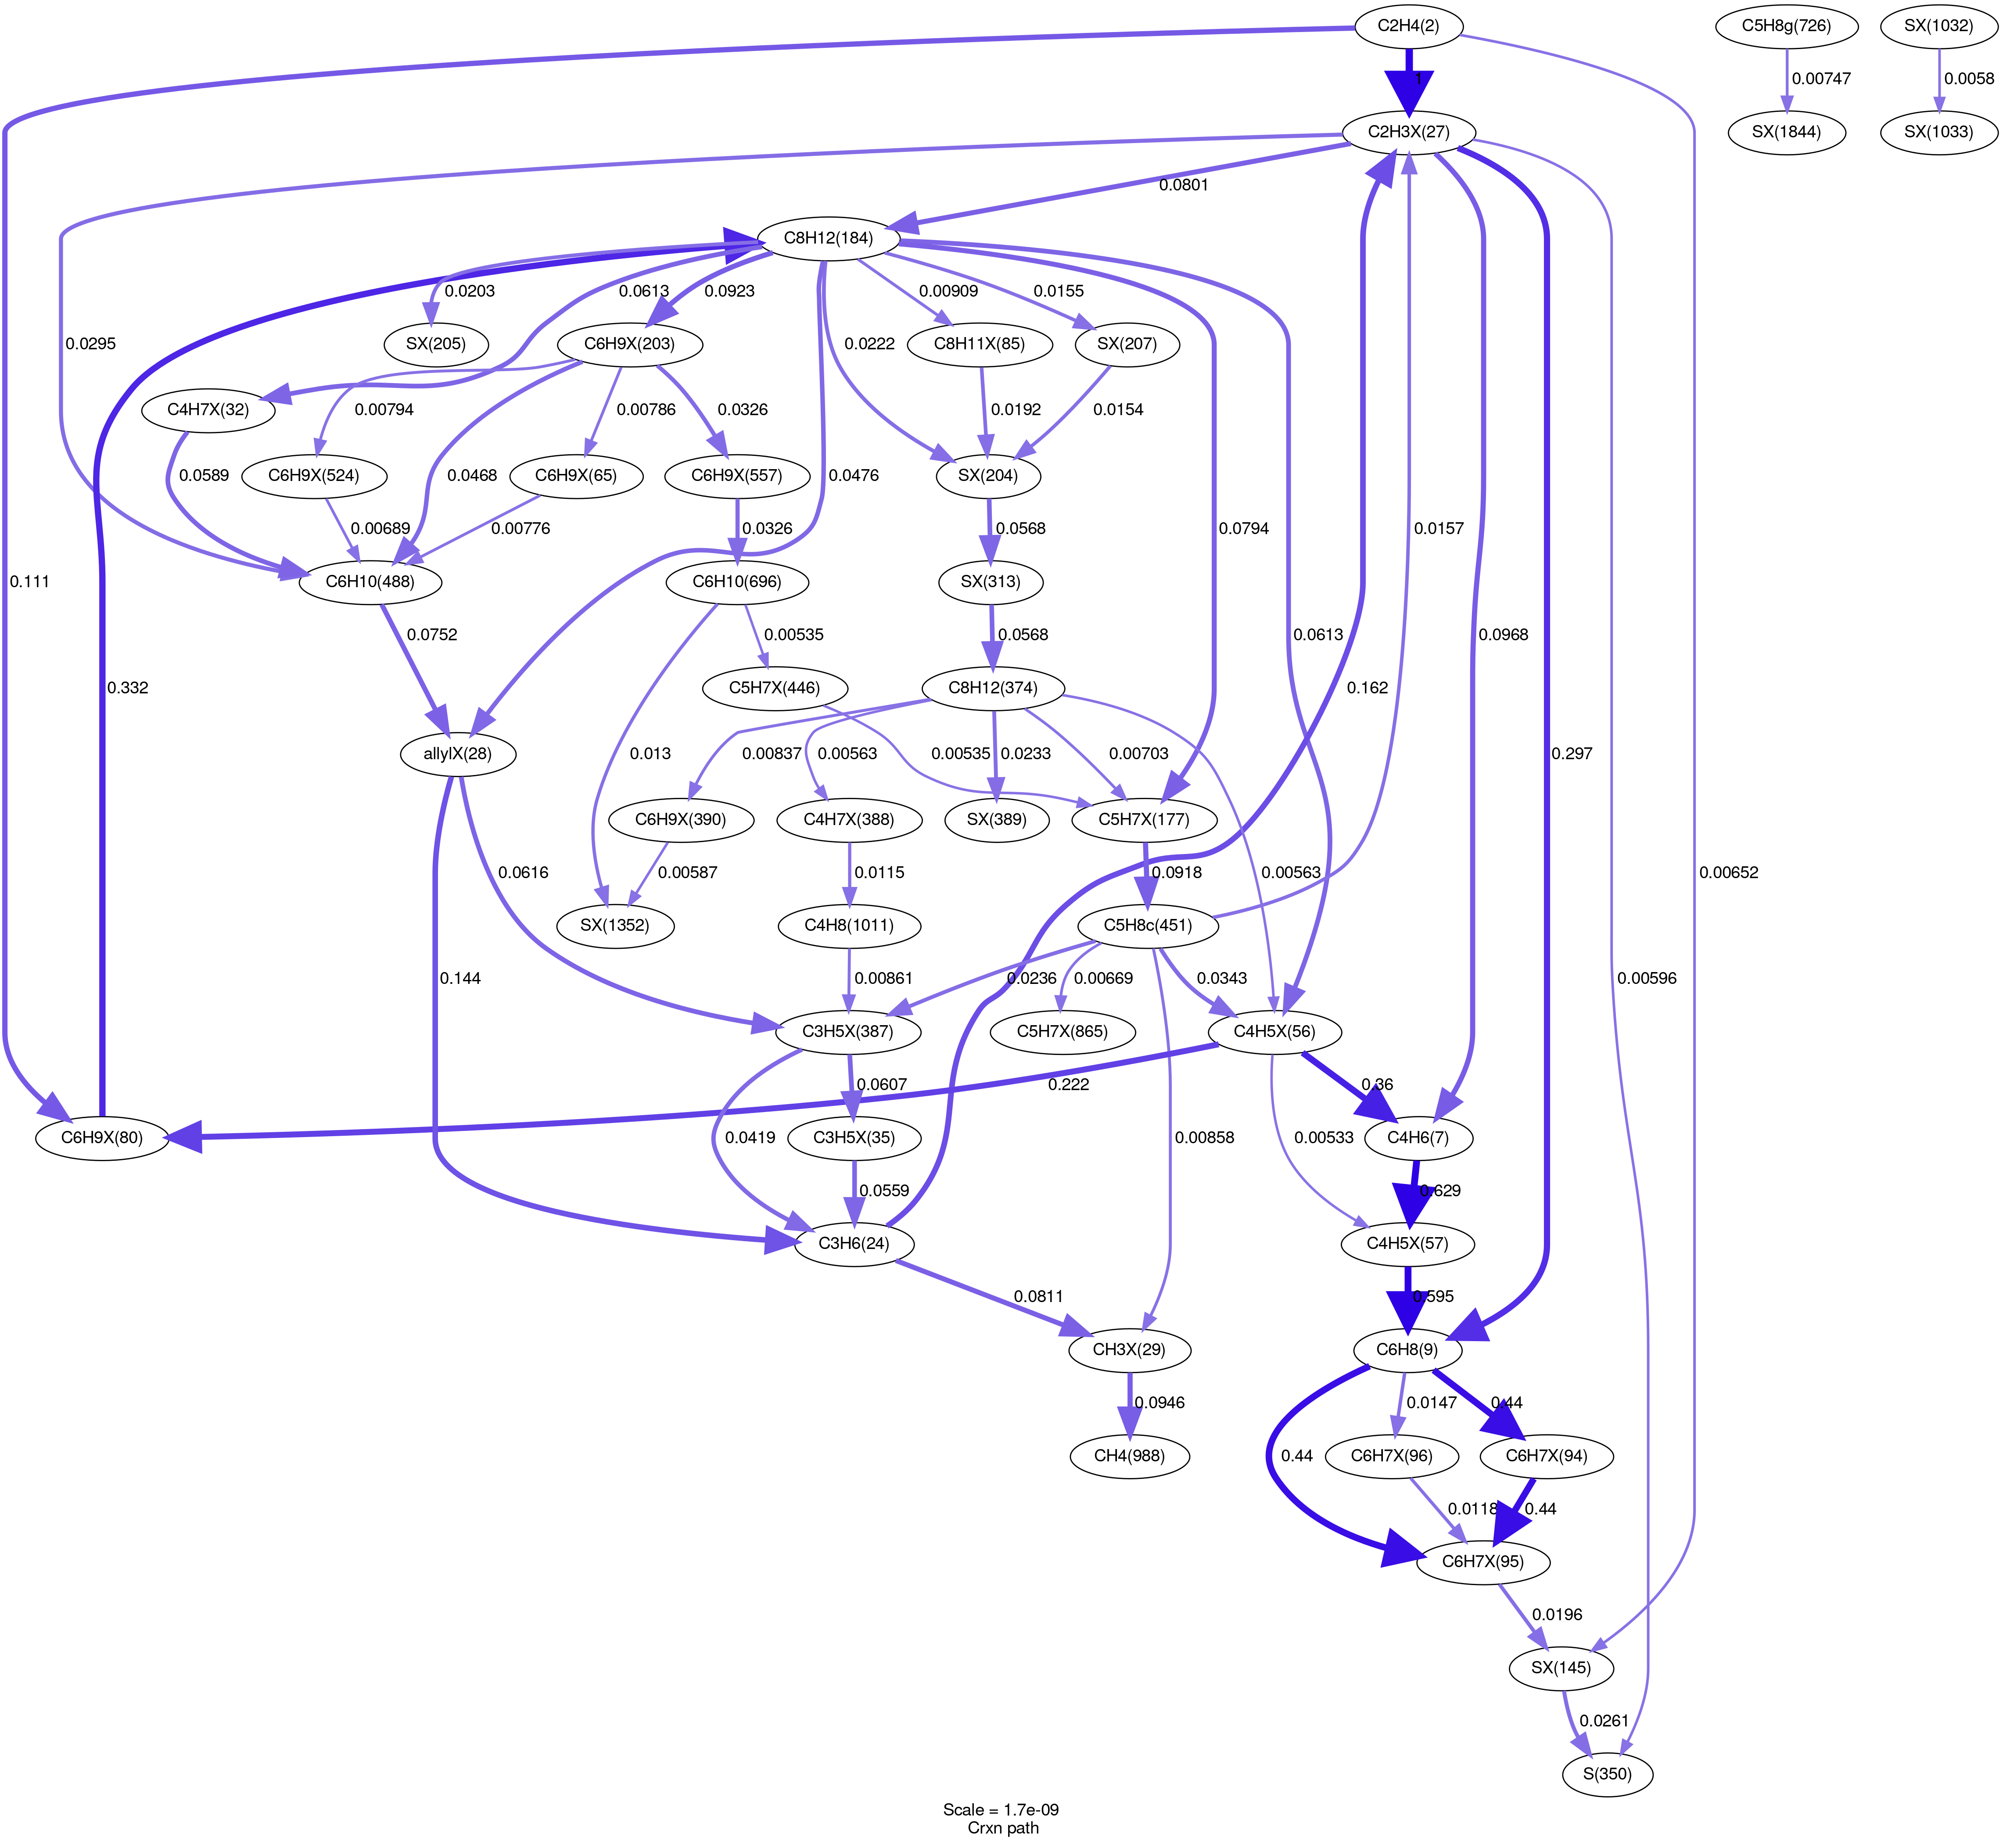 C2H4(2)
C5H8g(726)
SX(1032)
0.00747
0.0058
1
C2H3X(27)
SX(1844)
SX(1033)
0.0801
C8H12(184)
0.0203
0.0613
0.0923
0.00909
0.0155
0.0295
SX(205)
C6H9X(203)
0.0222
C8H11X(85)
SX(207)
C4H7X(32)
0.00794
0.00786
0.0326
0.0192
0.0154
0.0589
C6H9X(524)
0.0468
C6H9X(65)
C6H9X(557)
0.0476
SX(204)
0.0794
0.0157
0.00689
0.00776
0.0326
0.0568
0.111
C6H10(488)
C6H10(696)
SX(313)
0.0752
0.00535
0.0568
0.0613
0.0968
0.332
C5H7X(446)
C8H12(374)
0.162
allylX(28)
0.013
0.00837
0.00563
0.00535
0.0233
0.00703
0.297
C6H9X(390)
C4H7X(388)
SX(389)
C5H7X(177)
0.0616
0.00587
0.0115
0.0918
0.00563
0.00652
SX(1352)
C4H8(1011)
C5H8c(451)
0.144
0.00861
0.0236
0.00669
0.0343
0.00596
C3H5X(387)
C5H7X(865)
C4H5X(56)
0.0607
0.222
0.36
C6H9X(80)
0.0419
C3H5X(35)
0.00858
0.00533
C4H6(7)
0.0559
0.629
C3H6(24)
C4H5X(57)
0.0811
0.595
CH3X(29)
C6H8(9)
0.0946
0.0147
0.44
0.44
CH4(988)
C6H7X(96)
C6H7X(94)
0.0118
0.44
C6H7X(95)
0.0196
SX(145)
0.0261
S(350)
Scale = 1.7e-09
Crxn path